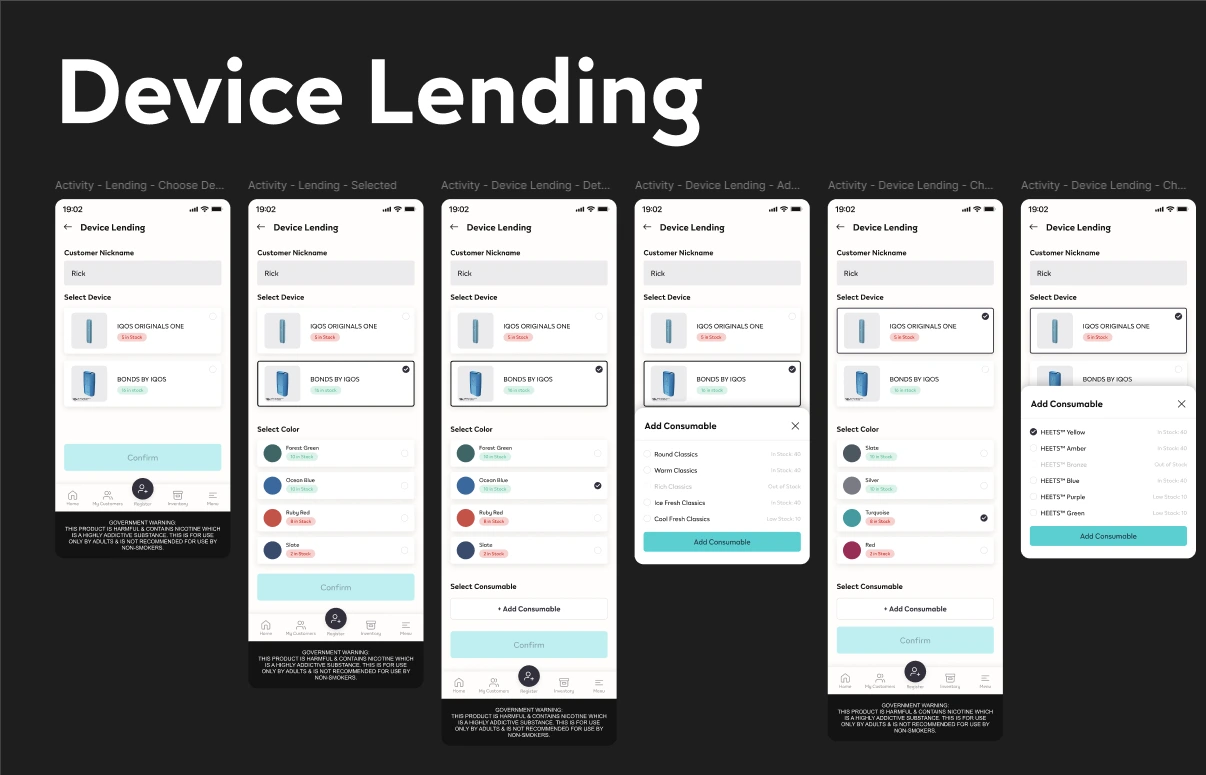 Device Lending
Activity - Lending - Choose De...
19:02
Device Lending
Customer Nickname
Rick
Select Device
IQOS ORIGINALS ONE
5 in Stock
BONDS BY IQOS
16 in Stock
Confirm
Home
My Customers
Register
Inventory
Menu
GOVERNMENT WARNING:
THIS PRODUCT IS HARMFUL & CONTAINS NICOTINE WHICH
IS A HIGHLY ADDICTIVE SUBSTANCE. THIS IS FOR USE
ONLY BY ADULTS & IS NOT RECOMMENDED FOR USE BY
NON-SMOKERS.
Activity - Lending - Selected
19:02
Device Lending
Customer Nickname
Rick
Select Device
IQOS ORIGINALS ONE
5 in Stock
BONDS BY IQOS
16 in Stock
Select Color
Forest Green
10 in Stock
Ocean Blue
10 in Stock
Ruby Red
8 in Stock
Slate
2 in Stock
Confirm
Home
My Customers
Register
Inventory
Menu
GOVERNMENT WARNING:
THIS PRODUCT IS HARMFUL & CONTAINS NICOTINE WHICH
IS A HIGHLY ADDICTIVE SUBSTANCE. THIS IS FOR USE
ONLY BY ADULTS & IS NOT RECOMMENDED FOR USE BY
NON-SMOKERS.
Activity - Device Lending - Det...
19:02
Device Lending
Customer Nickname
Rick
Select Device
IQOS ORIGINALS ONE
5 in Stock
BONDS BY IQOS
16 in Stock
Select Color
Forest Green
10 in Stock
Ocean Blue
10 in Stock
Ruby Red
8 in Stock
Slate
2 in Stock
Select Consumable
+ Add Consumable
Confirm
Home
My Customers
Register
Inventory
Menu
GOVERNMENT WARNING:
THIS PRODUCT IS HARMFUL & CONTAINS NICOTINE WHICH
IS A HIGHLY ADDICTIVE SUBSTANCE. THIS IS FOR USE
ONLY BY ADULTS & IS NOT RECOMMENDED FOR USE BY
NON-SMOKERS.
Activity - Device Lending - Ad...
19:02
Device Lending
Customer Nickname
Rick
Select Device
IQOS ORIGINALS ONE
5 in Stock
BONDS BY IQOS
16 in Stock
Add Consumable
Round Classics In Stock: 40
Warm Classics In Stock: 40
Rich Classics Out of Stock
Ice Fresh Classics In Stock: 40
Cool Fresh Classics Low Stock: 10
Add Consumable
Activity - Device Lending - Ch...
19:02
Device Lending
Customer Nickname
Rick
Select Device
IQOS ORIGINALS ONE
5 in Stock
BONDS BY IQOS
16 in Stock
Select Color
Slate
10 in Stock
Silver
10 in Stock
Turquoise
8 in Stock
Red
2 in Stock
Select Consumable
+ Add Consumable
Confirm
Home
My Customers
Register
Inventory
Menu
GOVERNMENT WARNING:
THIS PRODUCT IS HARMFUL & CONTAINS NICOTINE WHICH
IS A HIGHLY ADDICTIVE SUBSTANCE. THIS IS FOR USE
ONLY BY ADULTS & IS NOT RECOMMENDED FOR USE BY
NON-SMOKERS.
Activity - Device Lending - Ch...
19:02
Device Lending
Customer Nickname
Rick
Select Device
IQOS ORIGINALS ONE
5 in Stock
BONDS BY IQOS
Add Consumable
HEETS™ Yellow In Stock: 40
HEETS™ Amber In Stock: 40
HEETS™ Bronze Out of Stock
HEETS™ Blue In Stock: 40
HEETS™ Purple Low Stock: 10
HEETS™ Green Low Stock: 10
Add Consumable